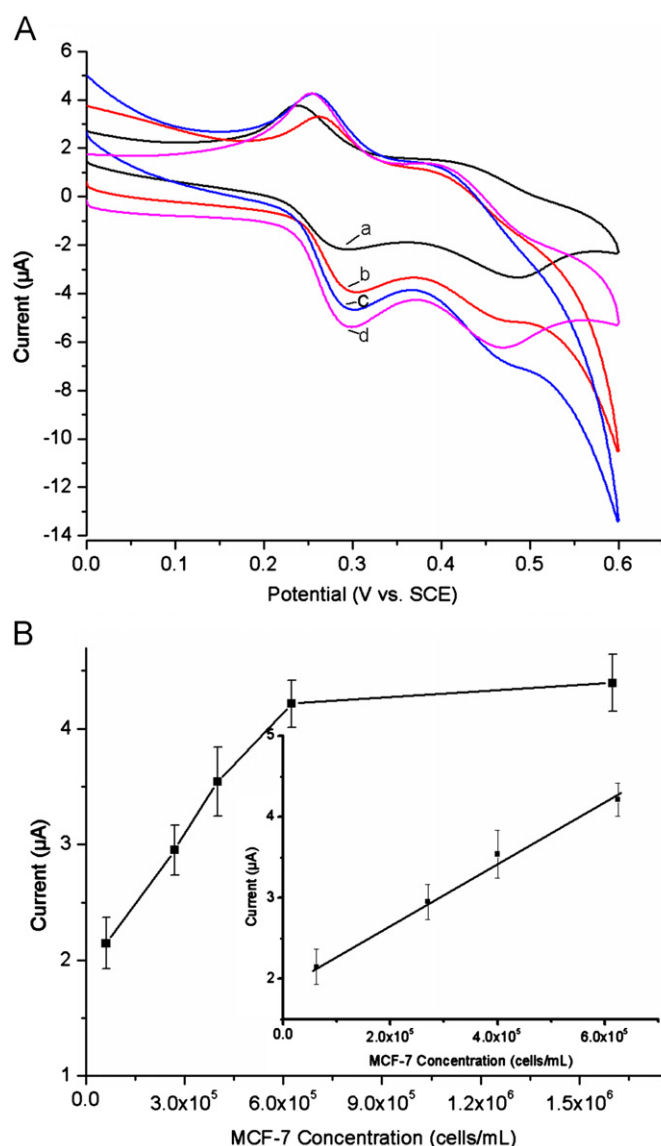 A
6
4
2
0
-2
-4
-6
-8
-10
-12
-14
Current (µA)
a
b
c
d
0.0 0.1 0.2 0.3 0.4 0.5 0.6
Potential (V vs. SCE)
B
4
3
2
1
Current (µA)
5
4
3
2
Current (µA)
0.0 2.0x10⁵ 4.0x10⁵ 6.0x10⁵
MCF-7 Concentration (cells/mL)
0.0 3.0x10⁵ 6.0x10⁵ 9.0x10⁵ 1.2x10⁶ 1.5x10⁶
MCF-7 Concentration (cells/mL)